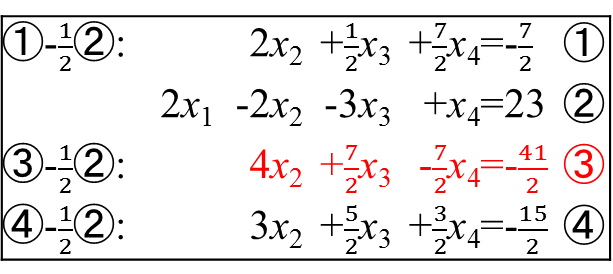 ①-½②: 2x₂ +½x₃ +7/2x₄=-7/2 ①
2x₁ -2x₂ -3x₃ +x₄=23 ②
③-½②: 4x₂ +7/2x₃ -7/2x₄=-41/2 ③
④-½②: 3x₂ +5/2x₃ +3/2x₄=-15/2 ④